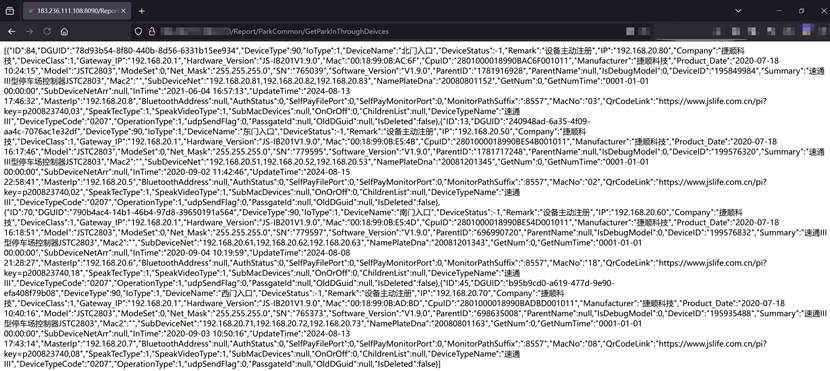 183.236.111.108:8090/Report
/Report/ParkCommon/GetParkInThroughDeivces
[{"ID":84,"DGUID":"78d93b54-8f80-440b-8d56-6331b15ee934","DeviceType":90,"IoType":1,"DeviceName":"北门入口","DeviceStatus":-1,"Remark":"设备主动注册","IP":"192.168.20.80","Company":"捷顺科
技","DeviceClass":1,"Gateway_IP":"192.168.20.1","Hardware_Version":"JS-IB201V1.9.0","Mac":"00:18:99:0B:AC:6F","CpuID":"2801000018990BAC6F001011","Manufacturer":"捷顺科技","Product_Date":"2020-07-18
10:24:15","Model":"JSTC2803","ModeSet":0,"Net_Mask":"255.255.255.0","SN":"765039","Software_Version":"V1.9.0","ParentID":"1781916928","ParentName":null,"IsDebugModel":0,"DeviceID":"195849984","Summary":"速通
III型停车场控制器JSTC2803","Mac2":"","SubDeviceNet":"192.168.20.81,192.168.20.82,192.168.20.83","NamePlateDna":"20080801152","GetNum":0,"GetNumTime":"0001-01-01
00:00:00","SubDeviceNetArr":null,"InTime":"2021-06-04 16:57:13","UpdateTime":"2024-08-13
17:46:32","MasterIp":"192.168.20.8","BluetoothAddress":null,"AuthStatus":0,"SelfPayFilePort":0,"SelfPayMonitorPort":0,"MonitorPathSuffix":":8557","MacNo":"03","QrCodeLink":"https://www.jslife.com.cn/pi?
key=p200823740,03","SpeakTecType":1,"SpeakVideoType":1,"SubMacDevices":null,"OnOrOff":0,"ChildrenList":null,"DeviceTypeName":"速通
III","DeviceTypeCode":"0207","OperationType":1,"udpSendFlag":0,"PassgateId":null,"OldDGuid":null,"IsDeleted":false},{"ID":13,"DGUID":"240948ad-6a35-4f09-
aa4c-7076ac1e32df","DeviceType":90,"IoType":1,"DeviceName":"东门入口","DeviceStatus":-1,"Remark":"设备主动注册","IP":"192.168.20.50","Company":"捷顺科
技","DeviceClass":1,"Gateway_IP":"192.168.20.1","Hardware_Version":"JS-IB201V1.9.0","Mac":"00:18:99:0B:E5:4B","CpuID":"2801000018990BE54B001011","Manufacturer":"捷顺科技","Product_Date":"2020-07-18
16:17:46","Model":"JSTC2803","ModeSet":0,"Net_Mask":"255.255.255.0","SN":"779595","Software_Version":"V1.9.0","ParentID":"1781717248","ParentName":null,"IsDebugModel":0,"DeviceID":"199576320","Summary":"速通
III型停车场控制器JSTC2803","Mac2":"","SubDeviceNet":"192.168.20.51,192.168.20.52,192.168.20.53","NamePlateDna":"20081201345","GetNum":0,"GetNumTime":"0001-01-01
00:00:00","SubDeviceNetArr":null,"InTime":"2020-09-02 11:42:46","UpdateTime":"2024-08-15
22:58:41","MasterIp":"192.168.20.5","BluetoothAddress":null,"AuthStatus":0,"SelfPayFilePort":0,"SelfPayMonitorPort":0,"MonitorPathSuffix":":8557","MacNo":"02","QrCodeLink":"https://www.jslife.com.cn/pi?
key=p200823740,02","SpeakTecType":1,"SpeakVideoType":1,"SubMacDevices":null,"OnOrOff":0,"ChildrenList":null,"DeviceTypeName":"速通
III","DeviceTypeCode":"0207","OperationType":1,"udpSendFlag":0,"PassgateId":null,"OldDGuid":null,"IsDeleted":false},
{"ID":70,"DGUID":"790b4ac4-14b1-46b4-97d8-39650191a564","DeviceType":90,"IoType":1,"DeviceName":"南门入口","DeviceStatus":-1,"Remark":"设备主动注册","IP":"192.168.20.60","Company":"捷顺科
技","DeviceClass":1,"Gateway_IP":"192.168.20.1","Hardware_Version":"JS-IB201V1.9.0","Mac":"00:18:99:0B:E5:4D","CpuID":"2801000018990BE54D001011","Manufacturer":"捷顺科技","Product_Date":"2020-07-18
16:18:51","Model":"JSTC2803","ModeSet":0,"Net_Mask":"255.255.255.0","SN":"779597","Software_Version":"V1.9.0","ParentID":"696990720","ParentName":null,"IsDebugModel":0,"DeviceID":"199576832","Summary":"速通III
型停车场控制器JSTC2803","Mac2":"","SubDeviceNet":"192.168.20.61,192.168.20.62,192.168.20.63","NamePlateDna":"20081201343","GetNum":0,"GetNumTime":"0001-01-01
00:00:00","SubDeviceNetArr":null,"InTime":"2020-09-04 10:19:59","UpdateTime":"2024-08-08
21:28:27","MasterIp":"192.168.20.6","BluetoothAddress":null,"AuthStatus":0,"SelfPayFilePort":0,"SelfPayMonitorPort":0,"MonitorPathSuffix":":8557","MacNo":"18","QrCodeLink":"https://www.jslife.com.cn/pi?
key=p200823740,18","SpeakTecType":1,"SpeakVideoType":1,"SubMacDevices":null,"OnOrOff":0,"ChildrenList":null,"DeviceTypeName":"速通
III","DeviceTypeCode":"0207","OperationType":1,"udpSendFlag":0,"PassgateId":null,"OldDGuid":null,"IsDeleted":false},{"ID":45,"DGUID":"b95b9cd0-a619-477d-9e90-
efa408f79b08","DeviceType":90,"IoType":1,"DeviceName":"西门入口","DeviceStatus":-1,"Remark":"设备主动注册","IP":"192.168.20.70","Company":"捷顺科
技","DeviceClass":1,"Gateway_IP":"192.168.20.1","Hardware_Version":"JS-IB201V1.9.0","Mac":"00:18:99:0B:AD:BD","CpuID":"2801000018990BADBD001011","Manufacturer":"捷顺科技","Product_Date":"2020-07-18
10:40:16","Model":"JSTC2803","ModeSet":0,"Net_Mask":"255.255.255.0","SN":"765373","Software_Version":"V1.9.0","ParentID":"698635008","ParentName":null,"IsDebugModel":0,"DeviceID":"195935488","Summary":"速通III
型停车场控制器JSTC2803","Mac2":"","SubDeviceNet":"192.168.20.71,192.168.20.72,192.168.20.73","NamePlateDna":"20080801163","GetNum":0,"GetNumTime":"0001-01-01
00:00:00","SubDeviceNetArr":null,"InTime":"2020-09-03 10:50:16","UpdateTime":"2024-08-13
17:43:14","MasterIp":"192.168.20.7","BluetoothAddress":null,"AuthStatus":0,"SelfPayFilePort":0,"SelfPayMonitorPort":0,"MonitorPathSuffix":":8557","MacNo":"08","QrCodeLink":"https://www.jslife.com.cn/pi?
key=p200823740,08","SpeakTecType":1,"SpeakVideoType":1,"SubMacDevices":null,"OnOrOff":0,"ChildrenList":null,"DeviceTypeName":"速通
III","DeviceTypeCode":"0207","OperationType":1,"udpSendFlag":0,"PassgateId":null,"OldDGuid":null,"IsDeleted":false}]